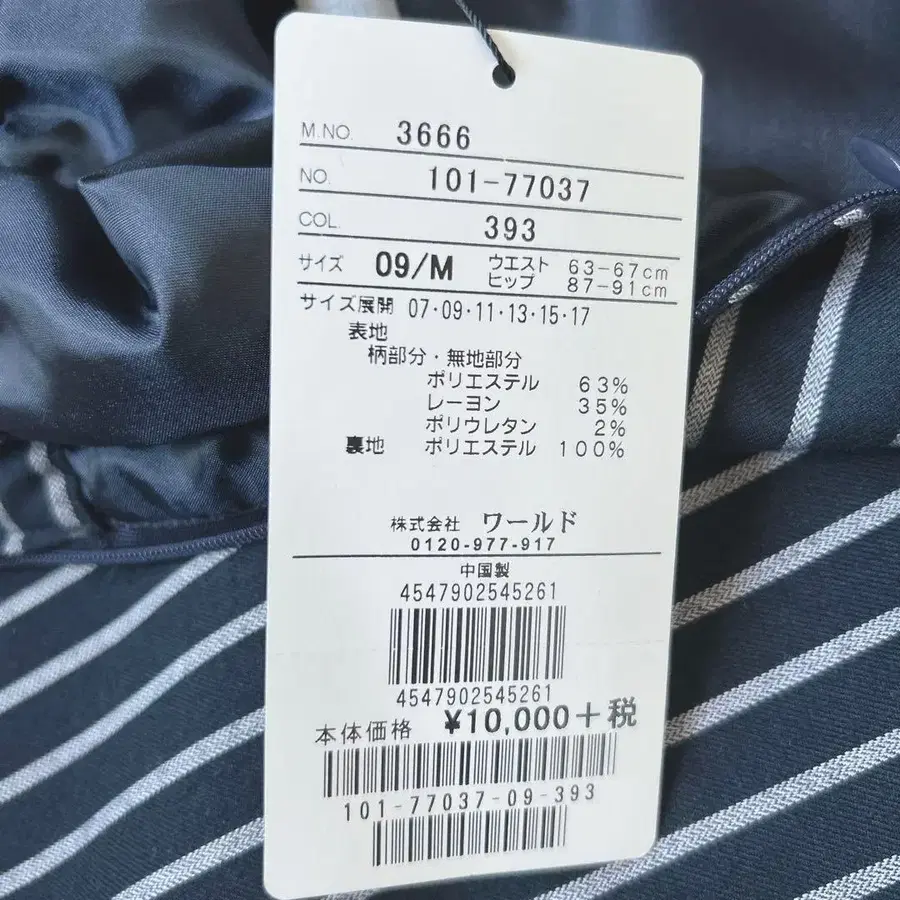 M.NO. 3666
NO. 101-77037
COL. 393
サイズ 09/M ウエスト 63-67cm
ヒップ 87-91cm
サイズ展開 07・09・11・13・15・17
表地
柄部分・無地部分
ポリエステル 63%
レーヨン 35%
ポリウレタン 2%
裏地 ポリエステル 100%
株式会社 ワールド
0120-977-917
中国製
4547902545261
4547902545261
本体価格 ¥10,000+税
101-77037-09-393